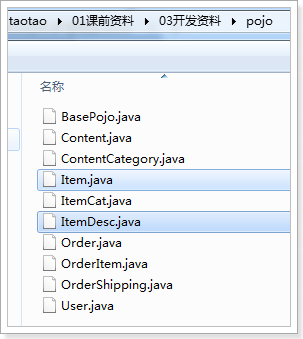 taotao ▸ 01课前资料 ▸ 03开发资料 ▸ pojo
名称
BasePojo.java
Content.java
ContentCategory.java
Item.java
ItemCat.java
ItemDesc.java
Order.java
OrderItem.java
OrderShipping.java
User.java